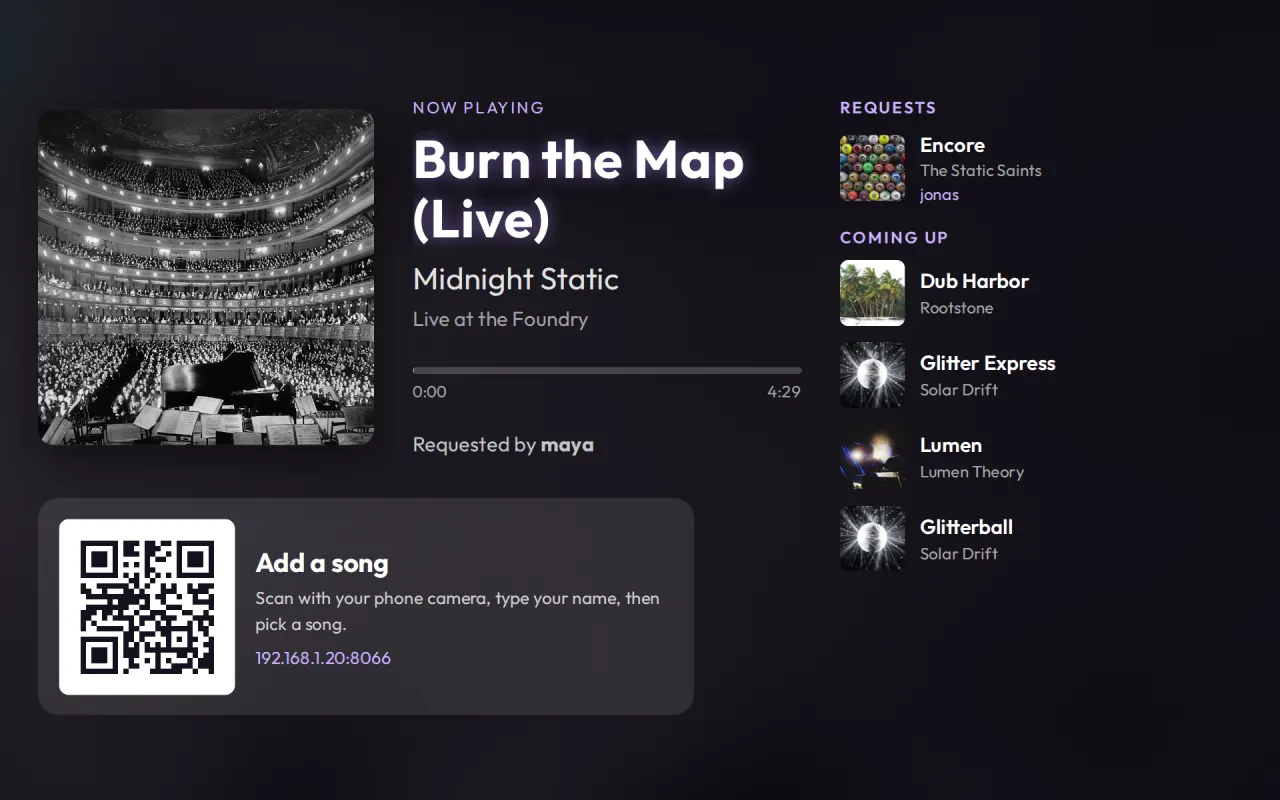 NOW PLAYING
Burn the Map
(Live)
Midnight Static
Live at the Foundry
0:00
4:29
Requested by maya
Add a song
Scan with your phone camera, type your name, then
pick a song.
192.168.1.20:8066
REQUESTS
Encore
The Static Saints
jonas
COMING UP
Dub Harbor
Rootstone
Glitter Express
Solar Drift
Lumen
Lumen Theory
Glitterball
Solar Drift